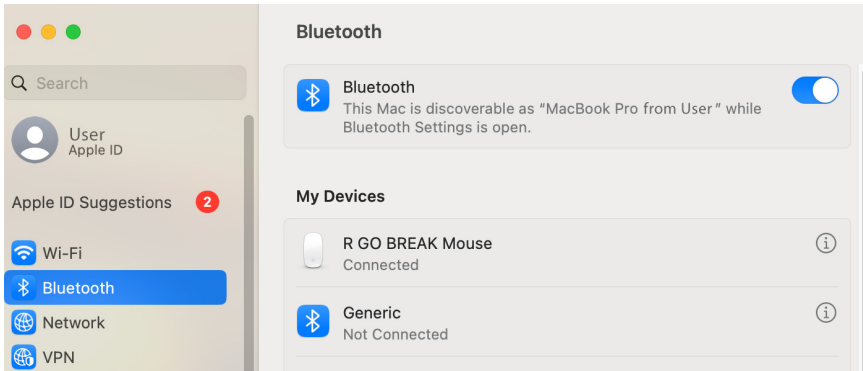 Search
User
Apple ID
Apple ID Suggestions 2
Wi-Fi
Bluetooth
Network
VPN
Bluetooth
Bluetooth
This Mac is discoverable as “MacBook Pro from User” while
Bluetooth Settings is open.
My Devices
R GO BREAK Mouse
Connected
Generic
Not Connected